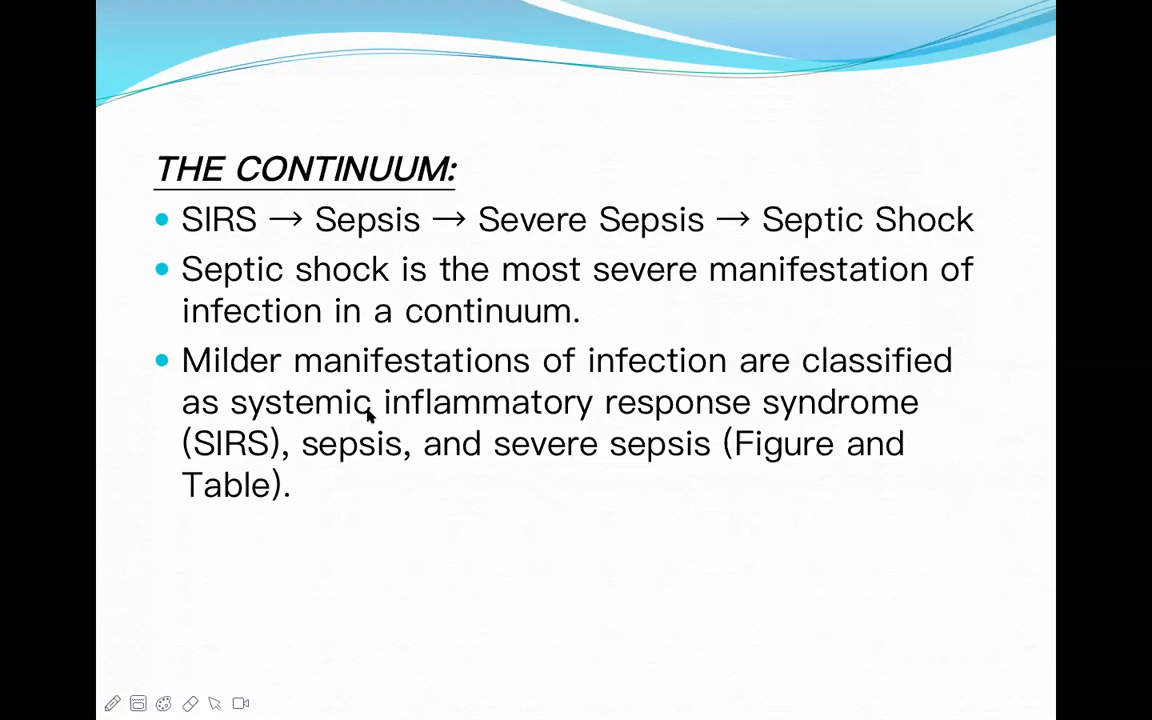 THE CONTINUUM:
• SIRS → Sepsis → Severe Sepsis → Septic Shock
• Septic shock is the most severe manifestation of
infection in a continuum.
• Milder manifestations of infection are classified
as systemic inflammatory response syndrome
(SIRS), sepsis, and severe sepsis (Figure and
Table).